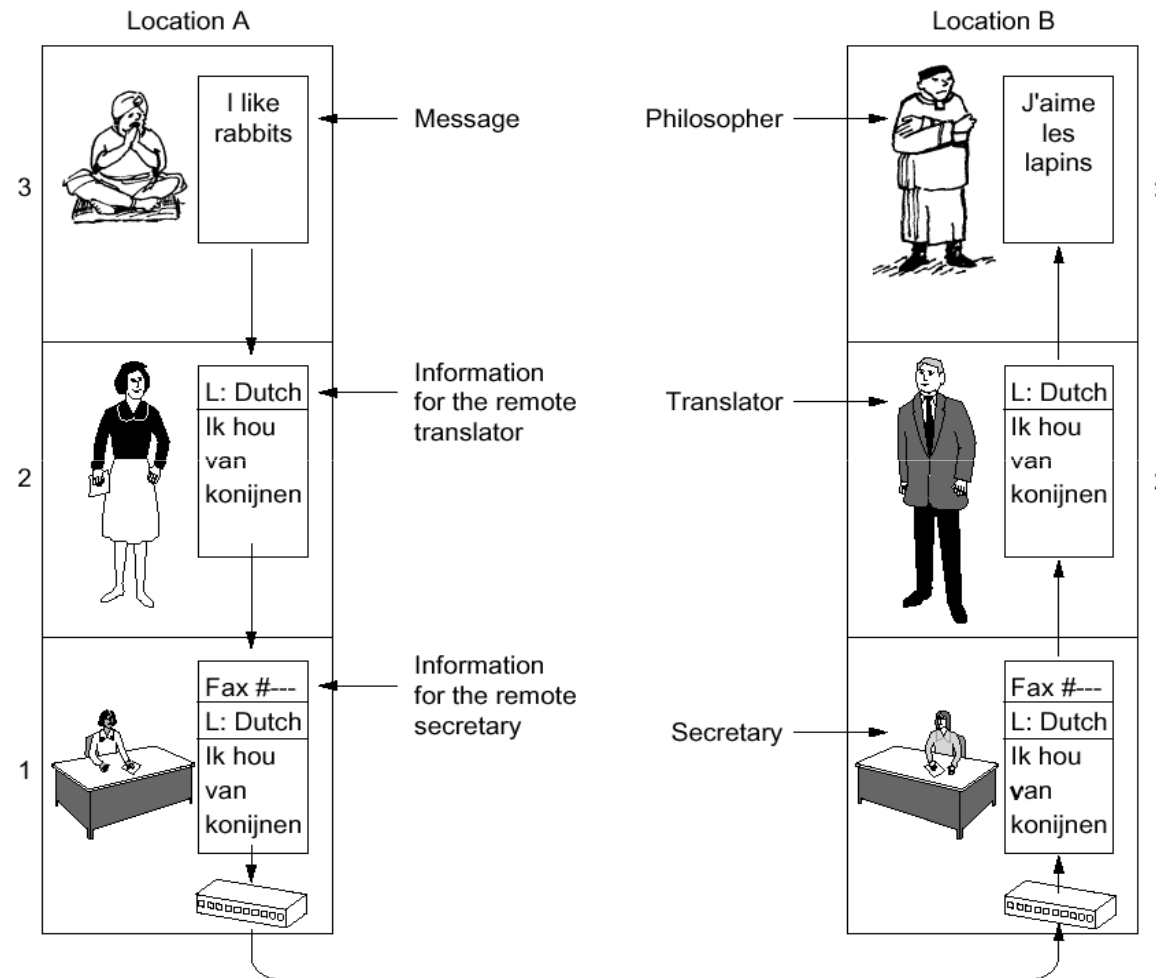 Location A
Location B
I like
rabbits
Message
Philosopher
J'aime
les
lapins
3
L: Dutch
Ik hou
van
konijnen
Information
for the remote
translator
Translator
L: Dutch
Ik hou
van
konijnen
2
Fax #---
L: Dutch
Ik hou
van
konijnen
Information
for the remote
secretary
Secretary
Fax #---
L: Dutch
Ik hou
van
konijnen
1